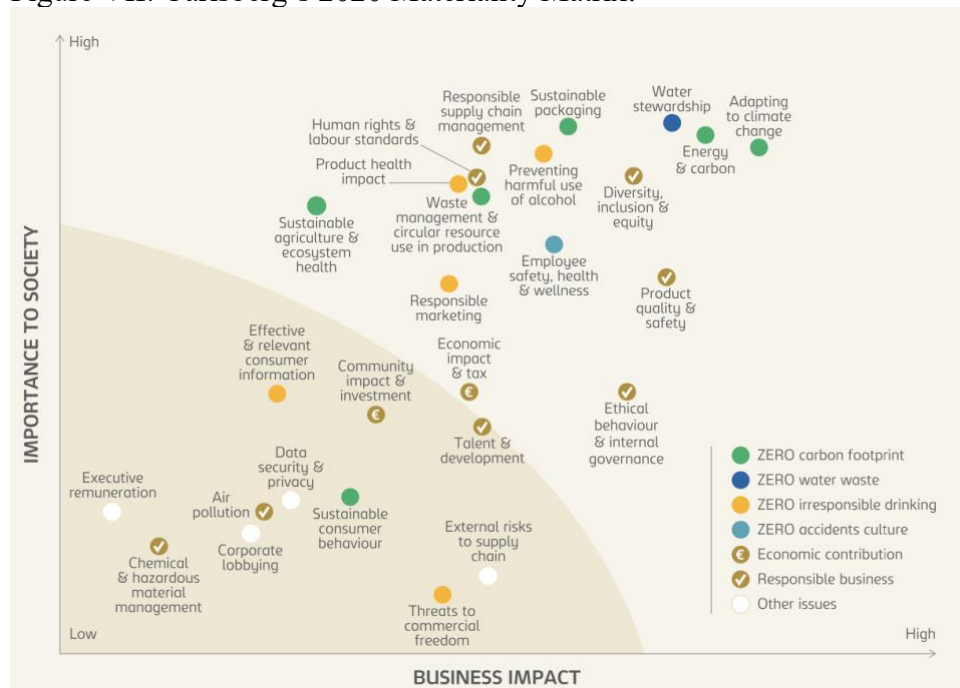 Figure VII. Carlsberg's 2020 Materiality Matrix.
High
IMPORTANCE TO SOCIETY
Responsible
supply chain
management
Sustainable
packaging
Water
stewardship
Adapting
to climate
change
Energy
& carbon
Human rights &
labour standards
Product health
impact
Preventing
harmful use
of alcohol
Diversity,
inclusion &
equity
Waste
management &
circular resource
use in production
Sustainable
agriculture &
ecosystem
health
Employee
safety, health
& wellness
Product
quality &
safety
Responsible
marketing
Effective
& relevant
consumer
information
Community
impact &
investment
Economic
impact
& tax
Talent &
development
Ethical
behaviour
& internal
governance
Data
security &
privacy
Executive
remuneration
Air
pollution
Corporate
lobbying
Sustainable
consumer
behaviour
Chemical
& hazardous
material
management
External risks
to supply
chain
Threats to
commercial
freedom
ZERO carbon footprint
ZERO water waste
ZERO irresponsible drinking
ZERO accidents culture
€ Economic contribution
Responsible business
Other issues
Low
High
BUSINESS IMPACT